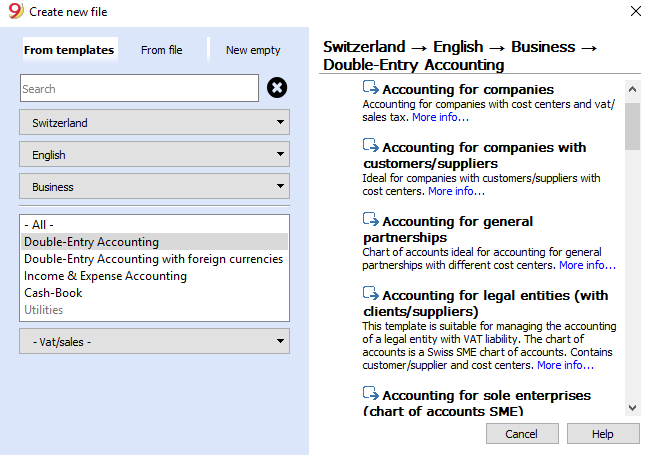 Create new file
From templates
From file
New empty
Search
Switzerland
English
Business
- All -
Double-Entry Accounting
Double-Entry Accounting with foreign currencies
Income & Expense Accounting
Cash-Book
Utilities
- Vat/sales -
Switzerland → English → Business →
Double-Entry Accounting
Accounting for companies
Accounting for companies with cost centers and vat/
sales tax. More info...
Accounting for companies with
customers/suppliers
Ideal for companies with customers/suppliers with
cost centers. More info...
Accounting for general
partnerships
Chart of accounts ideal for accounting for general
partnerships with different cost centers. More info...
Accounting for legal entities (with
clients/suppliers)
This template is suitable for managing the accounting
of a legal entity with VAT liability. The chart of
accounts is a Swiss SME chart of accounts. Contains
customer/supplier and cost centers. More info...
Accounting for sole enterprises
(chart of accounts SME)
Cancel
Help